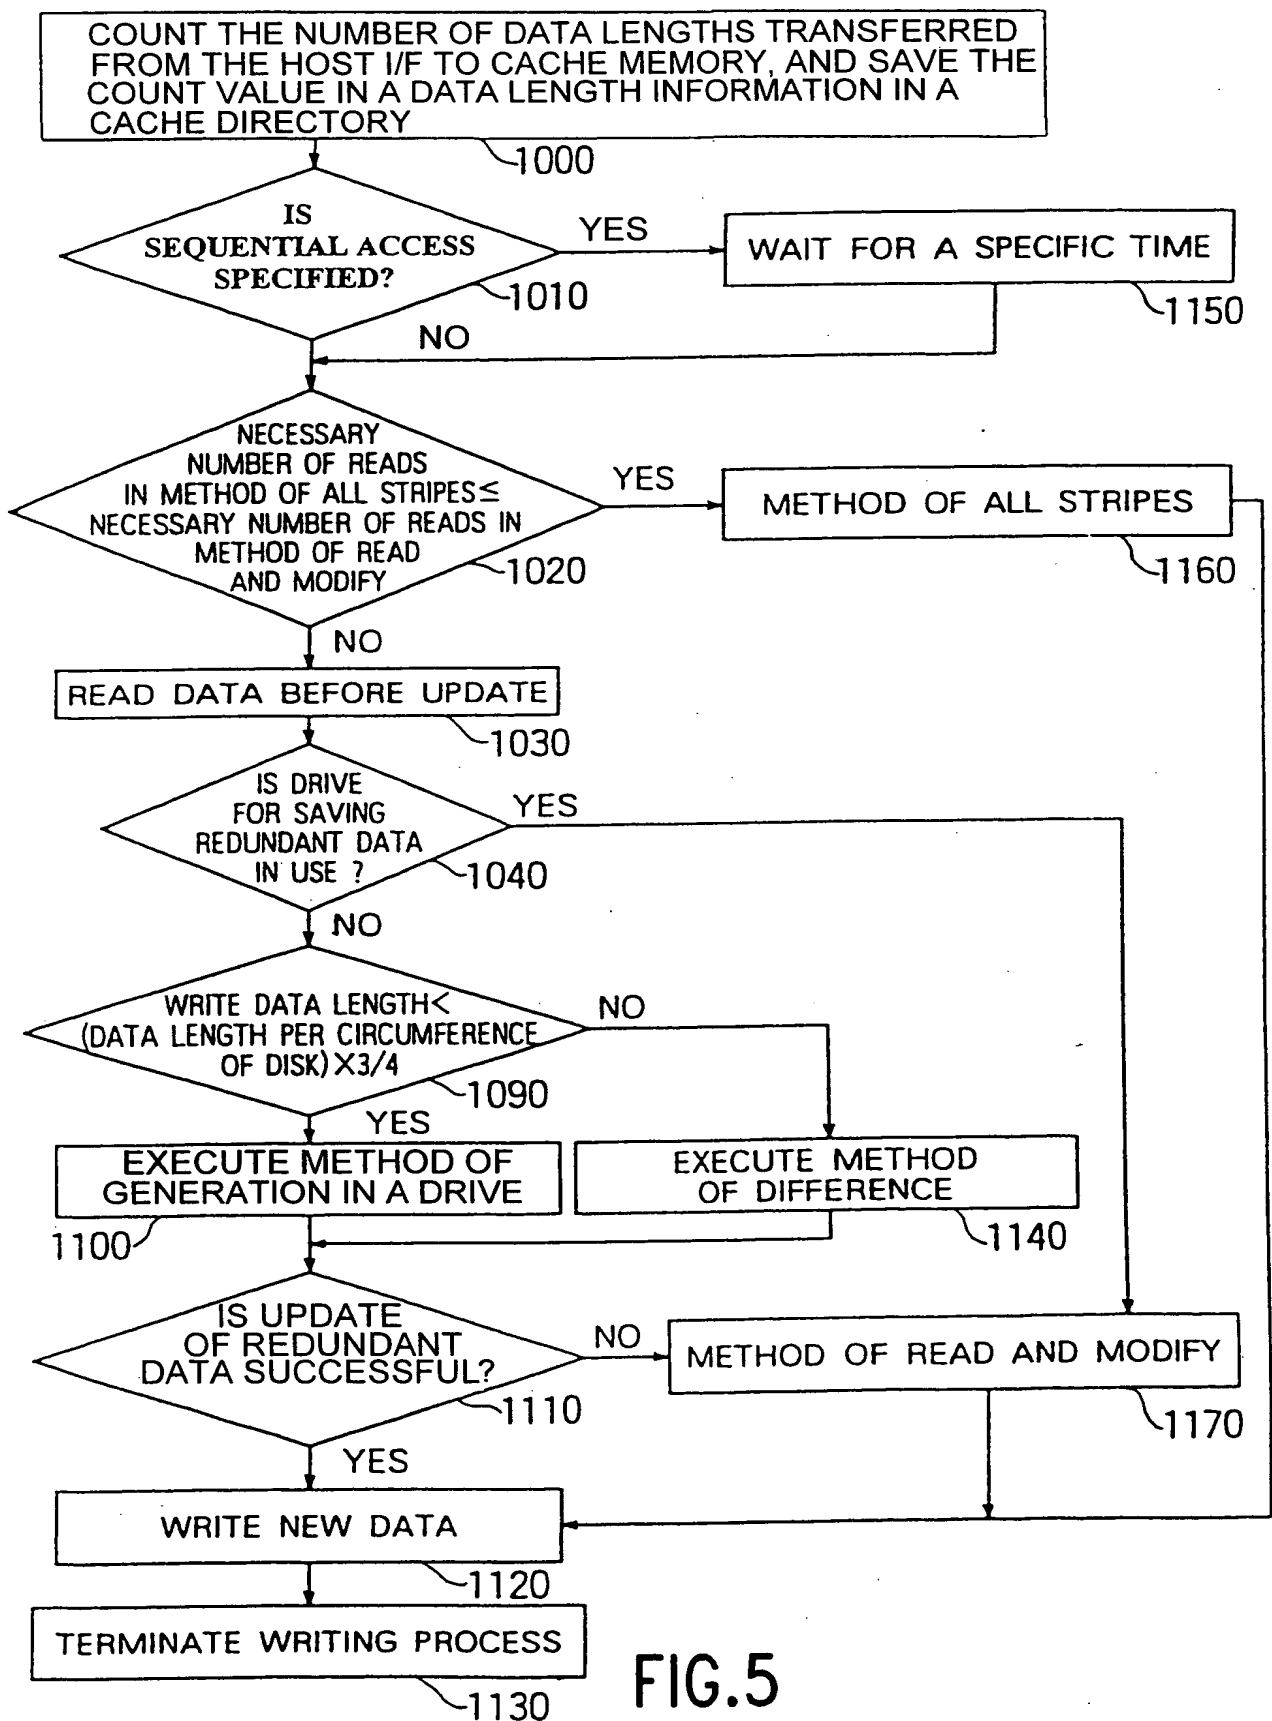 COUNT THE NUMBER OF DATA LENGTHS TRANSFERRED
FROM THE HOST I/F TO CACHE MEMORY, AND SAVE THE
COUNT VALUE IN A DATA LENGTH INFORMATION IN A
CACHE DIRECTORY
1000
IS
SEQUENTIAL ACCESS
SPECIFIED?
1010
YES
WAIT FOR A SPECIFIC TIME
1150
NO
NECESSARY
NUMBER OF READS
IN METHOD OF ALL STRIPES≤
NECESSARY NUMBER OF READS IN
METHOD OF READ
AND MODIFY
1020
YES
METHOD OF ALL STRIPES
1160
NO
READ DATA BEFORE UPDATE
1030
IS DRIVE
FOR SAVING
REDUNDANT DATA
IN USE ?
1040
YES
NO
WRITE DATA LENGTH<
(DATA LENGTH PER CIRCUMFERENCE
OF DISK)X3/4
1090
NO
YES
EXECUTE METHOD OF
GENERATION IN A DRIVE
1100
EXECUTE METHOD
OF DIFFERENCE
1140
IS UPDATE
OF REDUNDANT
DATA SUCCESSFUL?
1110
NO
METHOD OF READ AND MODIFY
1170
YES
WRITE NEW DATA
1120
TERMINATE WRITING PROCESS
1130
FIG.5